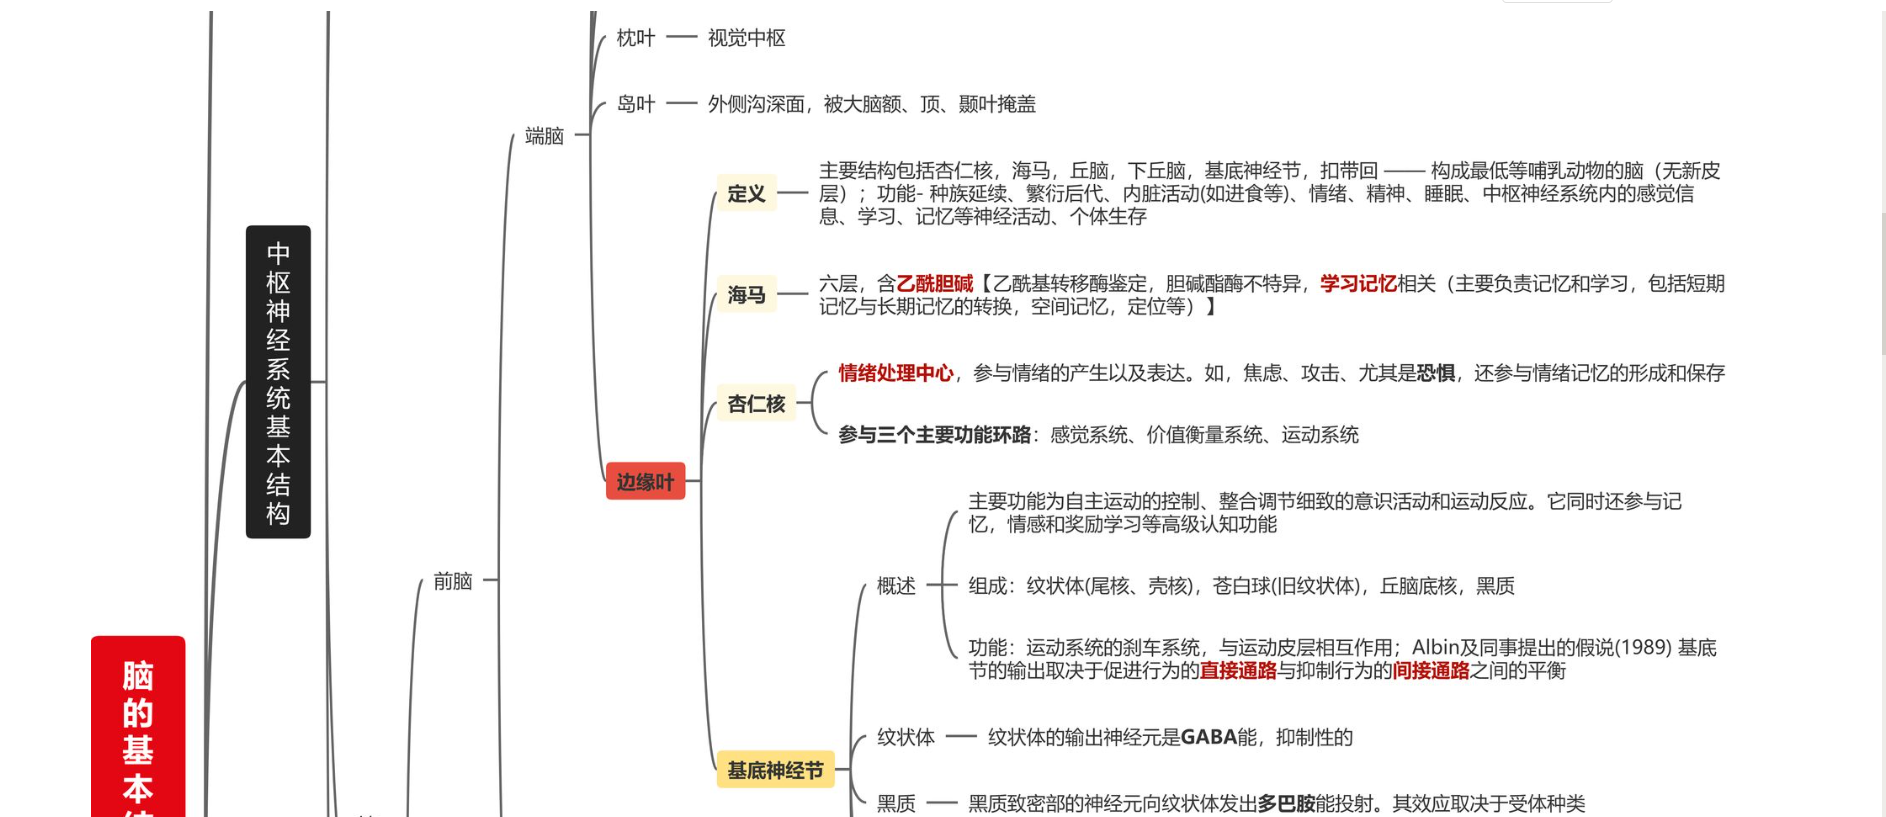 枕叶
视觉中枢
岛叶
外侧沟深面，被大脑额、顶、颞叶掩盖
端脑
定义
主要结构包括杏仁核，海马，丘脑，下丘脑，基底神经节，扣带回 —— 构成最低等哺乳动物的脑（无新皮
层）；功能- 种族延续、繁衍后代、内脏活动(如进食等)、情绪、精神、睡眠、中枢神经系统内的感觉信
息、学习、记忆等神经活动、个体生存
中枢神经系统基本结构
海马
六层，含乙酰胆碱【乙酰基转移酶鉴定，胆碱酯酶不特异，学习记忆相关（主要负责记忆和学习，包括短期
记忆与长期记忆的转换，空间记忆，定位等）】
杏仁核
情绪处理中心，参与情绪的产生以及表达。如，焦虑、攻击、尤其是恐惧，还参与情绪记忆的形成和保存
参与三个主要功能环路：感觉系统、价值衡量系统、运动系统
边缘叶
前脑
概述
主要功能为自主运动的控制、整合调节细致的意识活动和运动反应。它同时还参与记
忆，情感和奖励学习等高级认知功能
组成：纹状体(尾核、壳核)，苍白球(旧纹状体)，丘脑底核，黑质
功能：运动系统的刹车系统，与运动皮层相互作用；Albin及同事提出的假说(1989) 基底
节的输出取决于促进行为的直接通路与抑制行为的间接通路之间的平衡
脑的基本
纹状体
纹状体的输出神经元是GABA能，抑制性的
基底神经节
黑质
黑质致密部的神经元向纹状体发出多巴胺能投射。其效应取决于受体种类